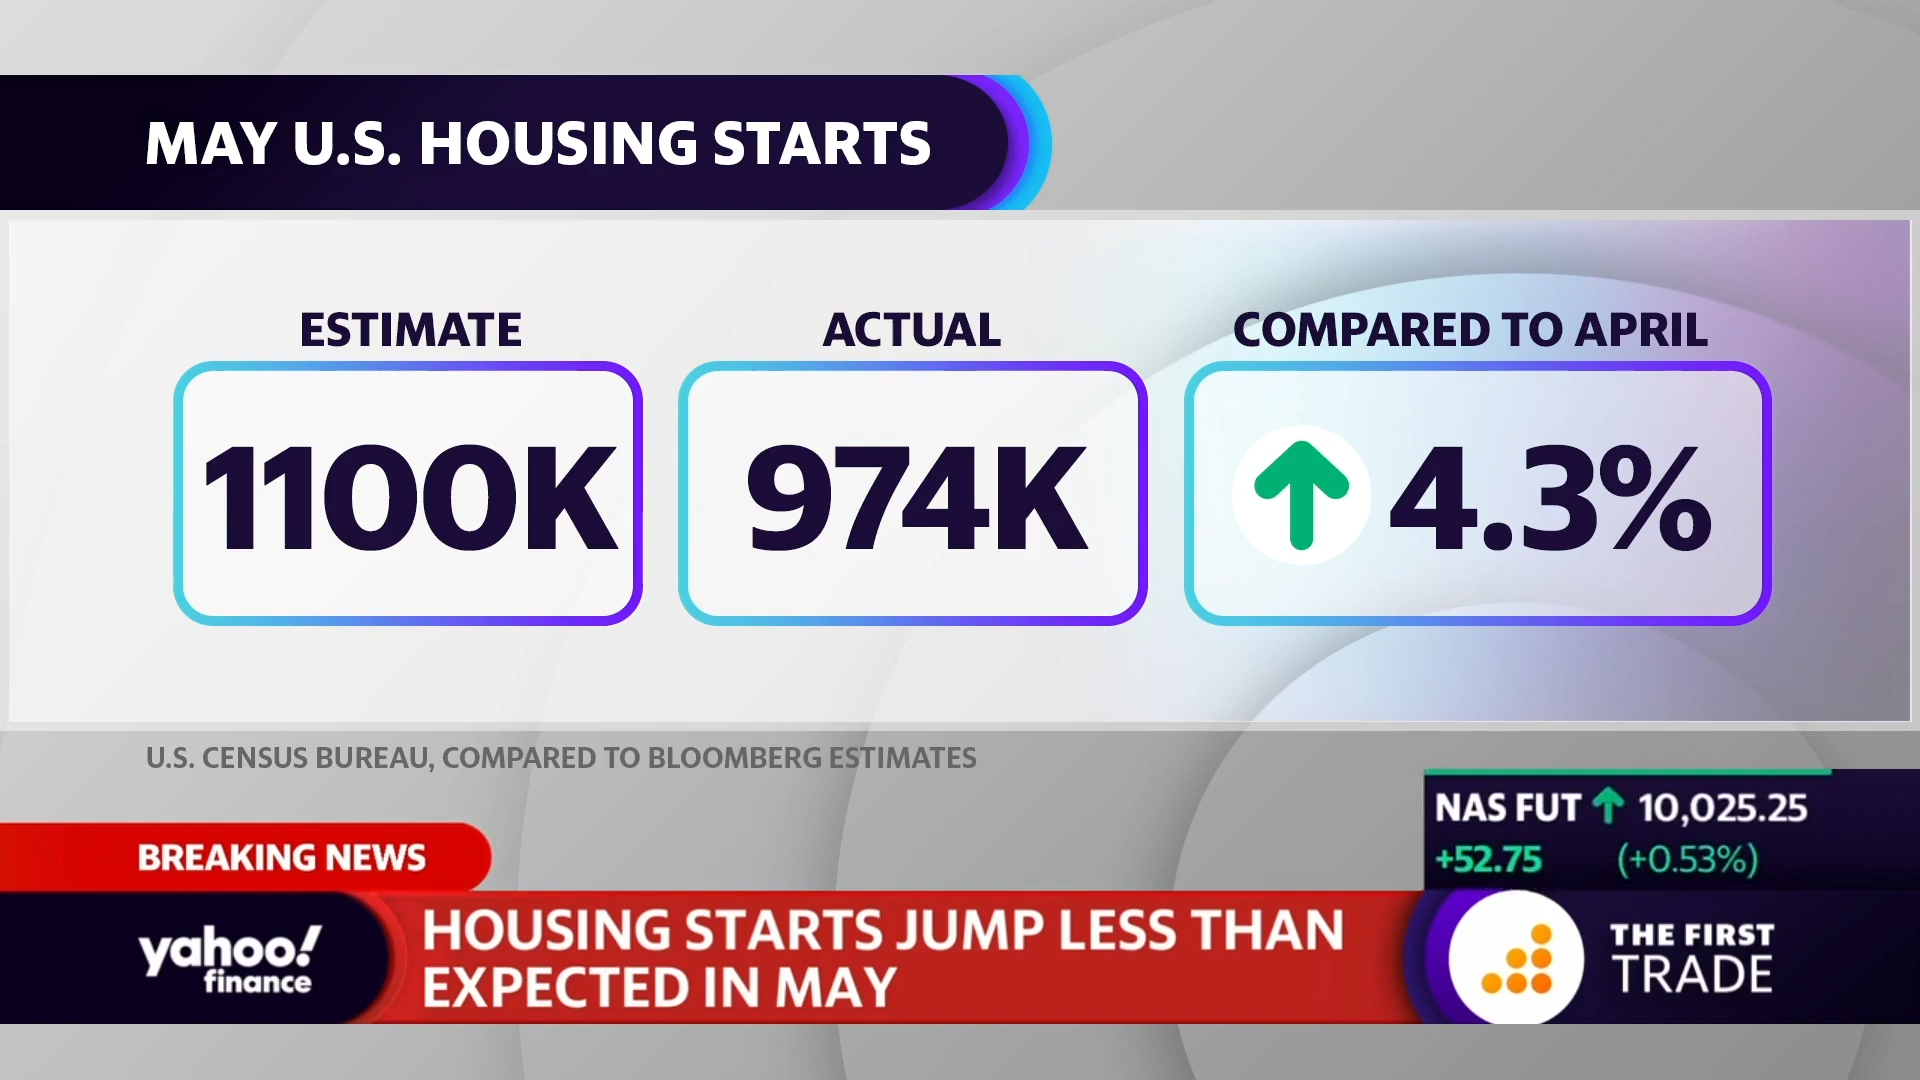 MAY U.S. HOUSING STARTS
ESTIMATE
1100K
ACTUAL
974K
COMPARED TO APRIL
4.3%
U.S. CENSUS BUREAU, COMPARED TO BLOOMBERG ESTIMATES
NAS FUT 10,025.25
+52.75 (+0.53%)
BREAKING NEWS
yahoo!
finance
HOUSING STARTS JUMP LESS THAN
EXPECTED IN MAY
THE FIRST
TRADE